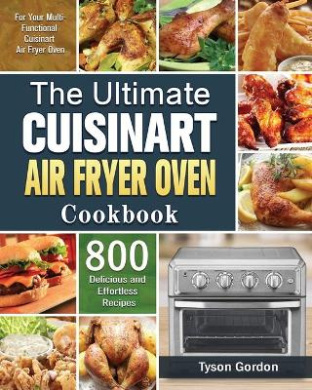 For Your Multi-
Functional
Cuisinart
Air Fryer Oven
The Ultimate
CUISINART
AIR FRYER OVEN
Cookbook
800
Delicious and
Effortless
Recipes
Tyson Gordon